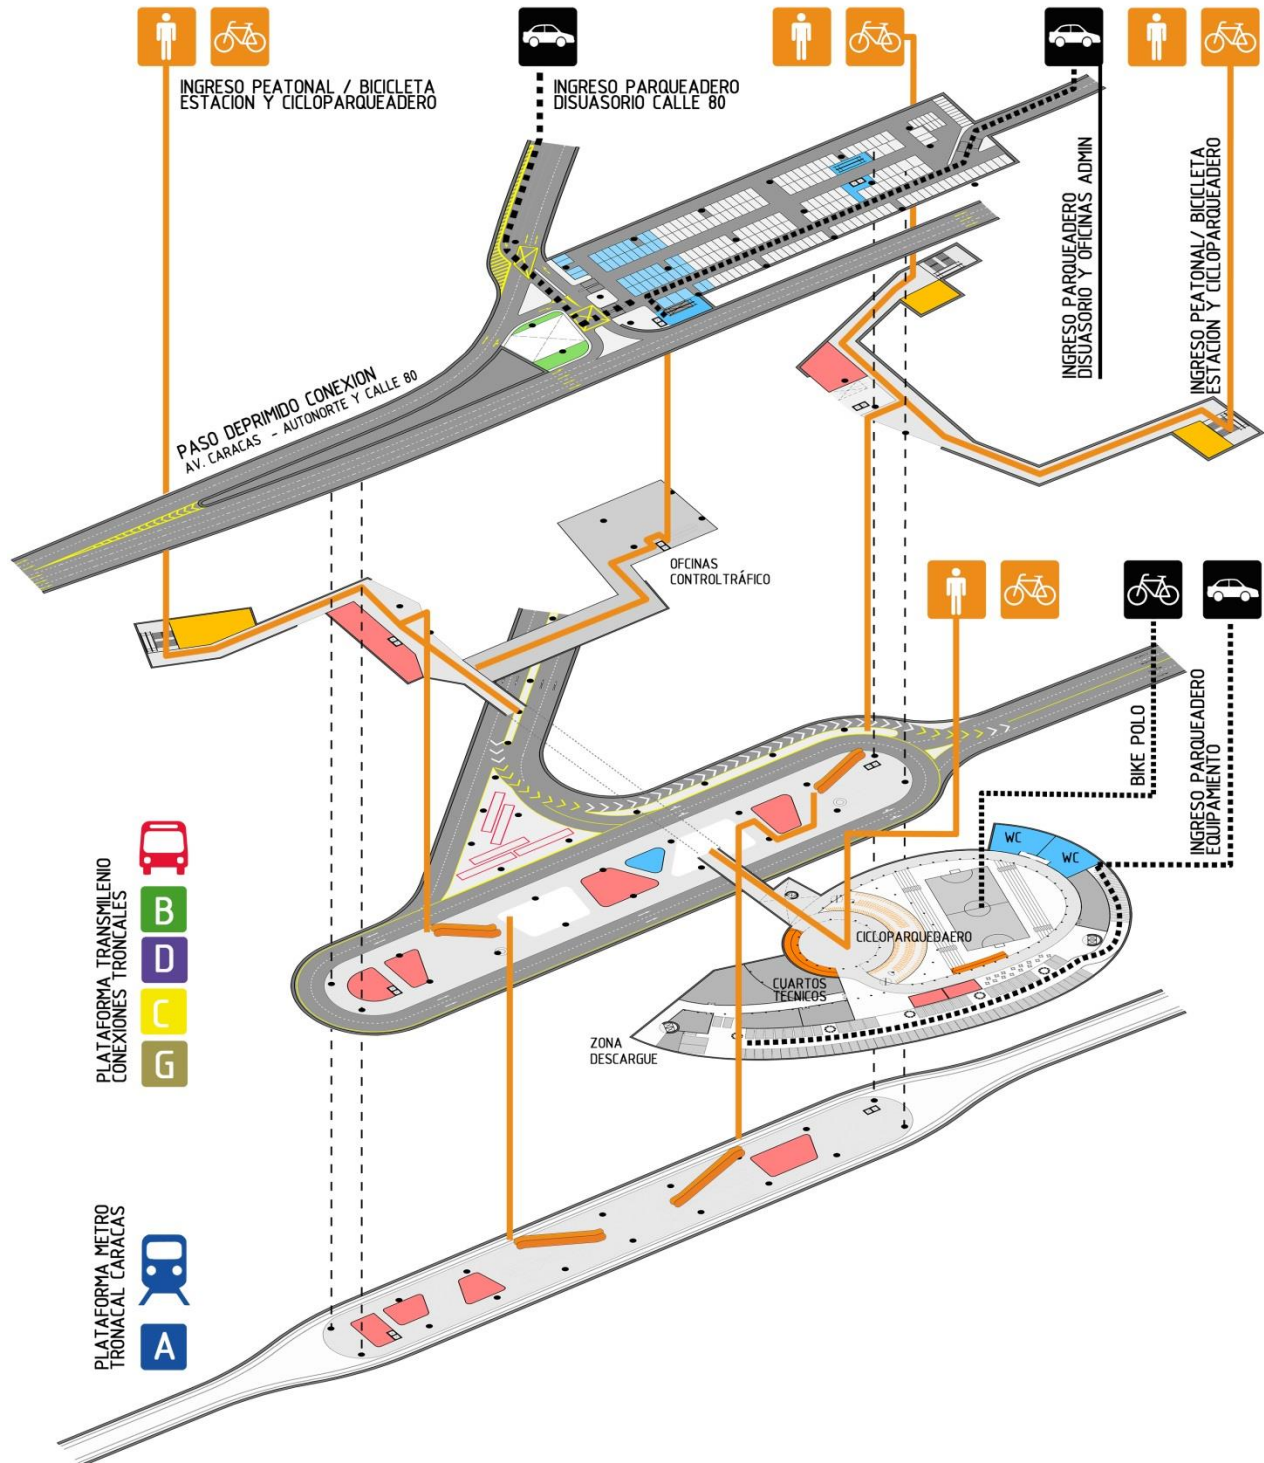 INGRESO PEATONAL / BICICLETA
ESTACION Y CICLOPARQUEADERO
INGRESO PARQUEADERO
DISUASORIO CALLE 80
INGRESO PARQUEADERO
DISUASORIO Y OFICINAS ADMIN
INGRESO PEATONAL/ BICICLETA
ESTACION Y CICLOPARQUEADERO
PASO DEPRIMIDO CONEXION
AV. CARACAS - AUTONORTE Y CALLE 80
OFCINAS
CONTROLTRÁFICO
BIKE POLO
INGRESO PARQUEADERO
EQUIPAMIENTO
WC
WC
CICLOPARQUEDAERO
CUARTOS
TECNICOS
ZONA
DESCARGUE
PLATAFORMA TRANSMILENIO
CONEXIONES TRONCALES
B
D
C
G
PLATAFORMA METRO
TRONACAL CARACAS
A